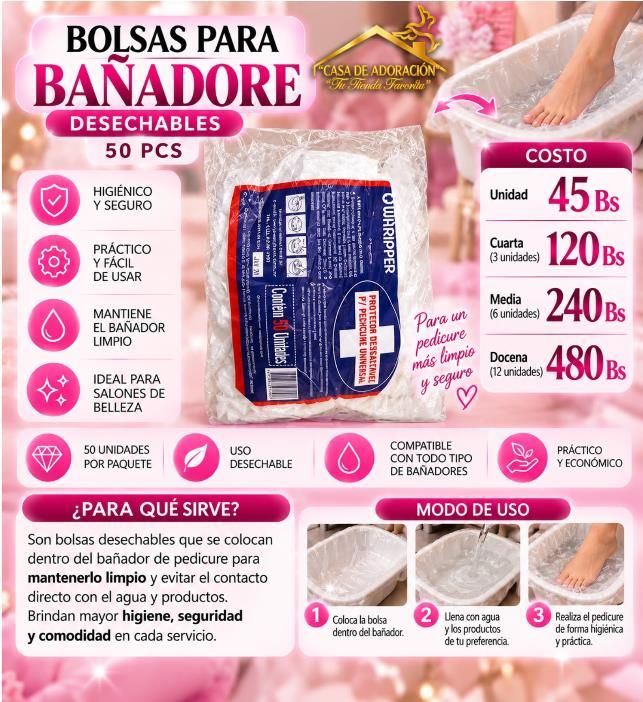 BOLSAS PARA
BAÑADORE
DESECHABLES
50 PCS
"CASA DE ADORACIÓN"
"Tu Tienda Favorita"
HIGIÉNICO
Y SEGURO
PRÁCTICO
Y FÁCIL
DE USAR
MANTIENE
EL BAÑADOR
LIMPIO
IDEAL PARA
SALONES DE
BELLEZA
WARIPPER
PROTETOR DESCARTÁVEL
P/ PEDICURE UNIVERSAL
Contém 50 Unidades
Para un
pedicure
más limpio
y seguro
COSTO
Unidad 45 Bs
Cuarta
(3 unidades) 120 Bs
Media
(6 unidades) 240 Bs
Docena
(12 unidades) 480 Bs
50 UNIDADES
POR PAQUETE
USO
DESECHABLE
COMPATIBLE
CON TODO TIPO
DE BAÑADORES
PRÁCTICO
Y ECONÓMICO
¿PARA QUÉ SIRVE?
Son bolsas desechables que se colocan
dentro del bañador de pedicure para
mantenerlo limpio y evitar el contacto
directo con el agua y productos.
Brindan mayor higiene, seguridad
y comodidad en cada servicio.
MODO DE USO
1 Coloca la bolsa
dentro del bañador.
2 Llena con agua
y los productos
de tu preferencia.
3 Realiza el pedicure
de forma higiénica
y práctica.